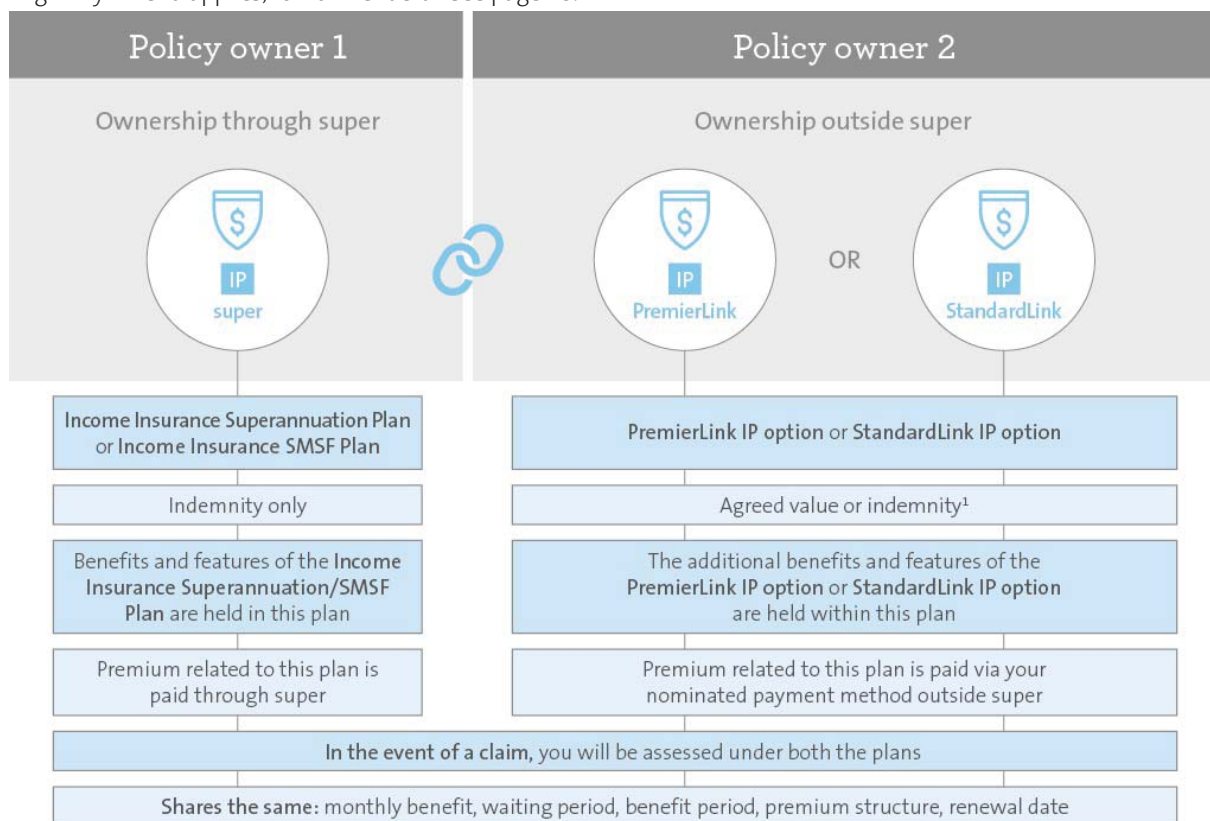 Policy owner 1
Policy owner 2
Ownership through super
Ownership outside super
$
IP
super
$
IP
PremierLink
OR
$
IP
StandardLink
Income Insurance Superannuation Plan
or Income Insurance SMSF Plan
PremierLink IP option or StandardLink IP option
Indemnity only
Agreed value or indemnity¹
Benefits and features of the Income
Insurance Superannuation/SMSF
Plan are held in this plan
The additional benefits and features of the
PremierLink IP option or StandardLink IP option
are held within this plan
Premium related to this plan is
paid through super
Premium related to this plan is paid via your
nominated payment method outside super
In the event of a claim, you will be assessed under both the plans
Shares the same: monthly benefit, waiting period, benefit period, premium structure, renewal date